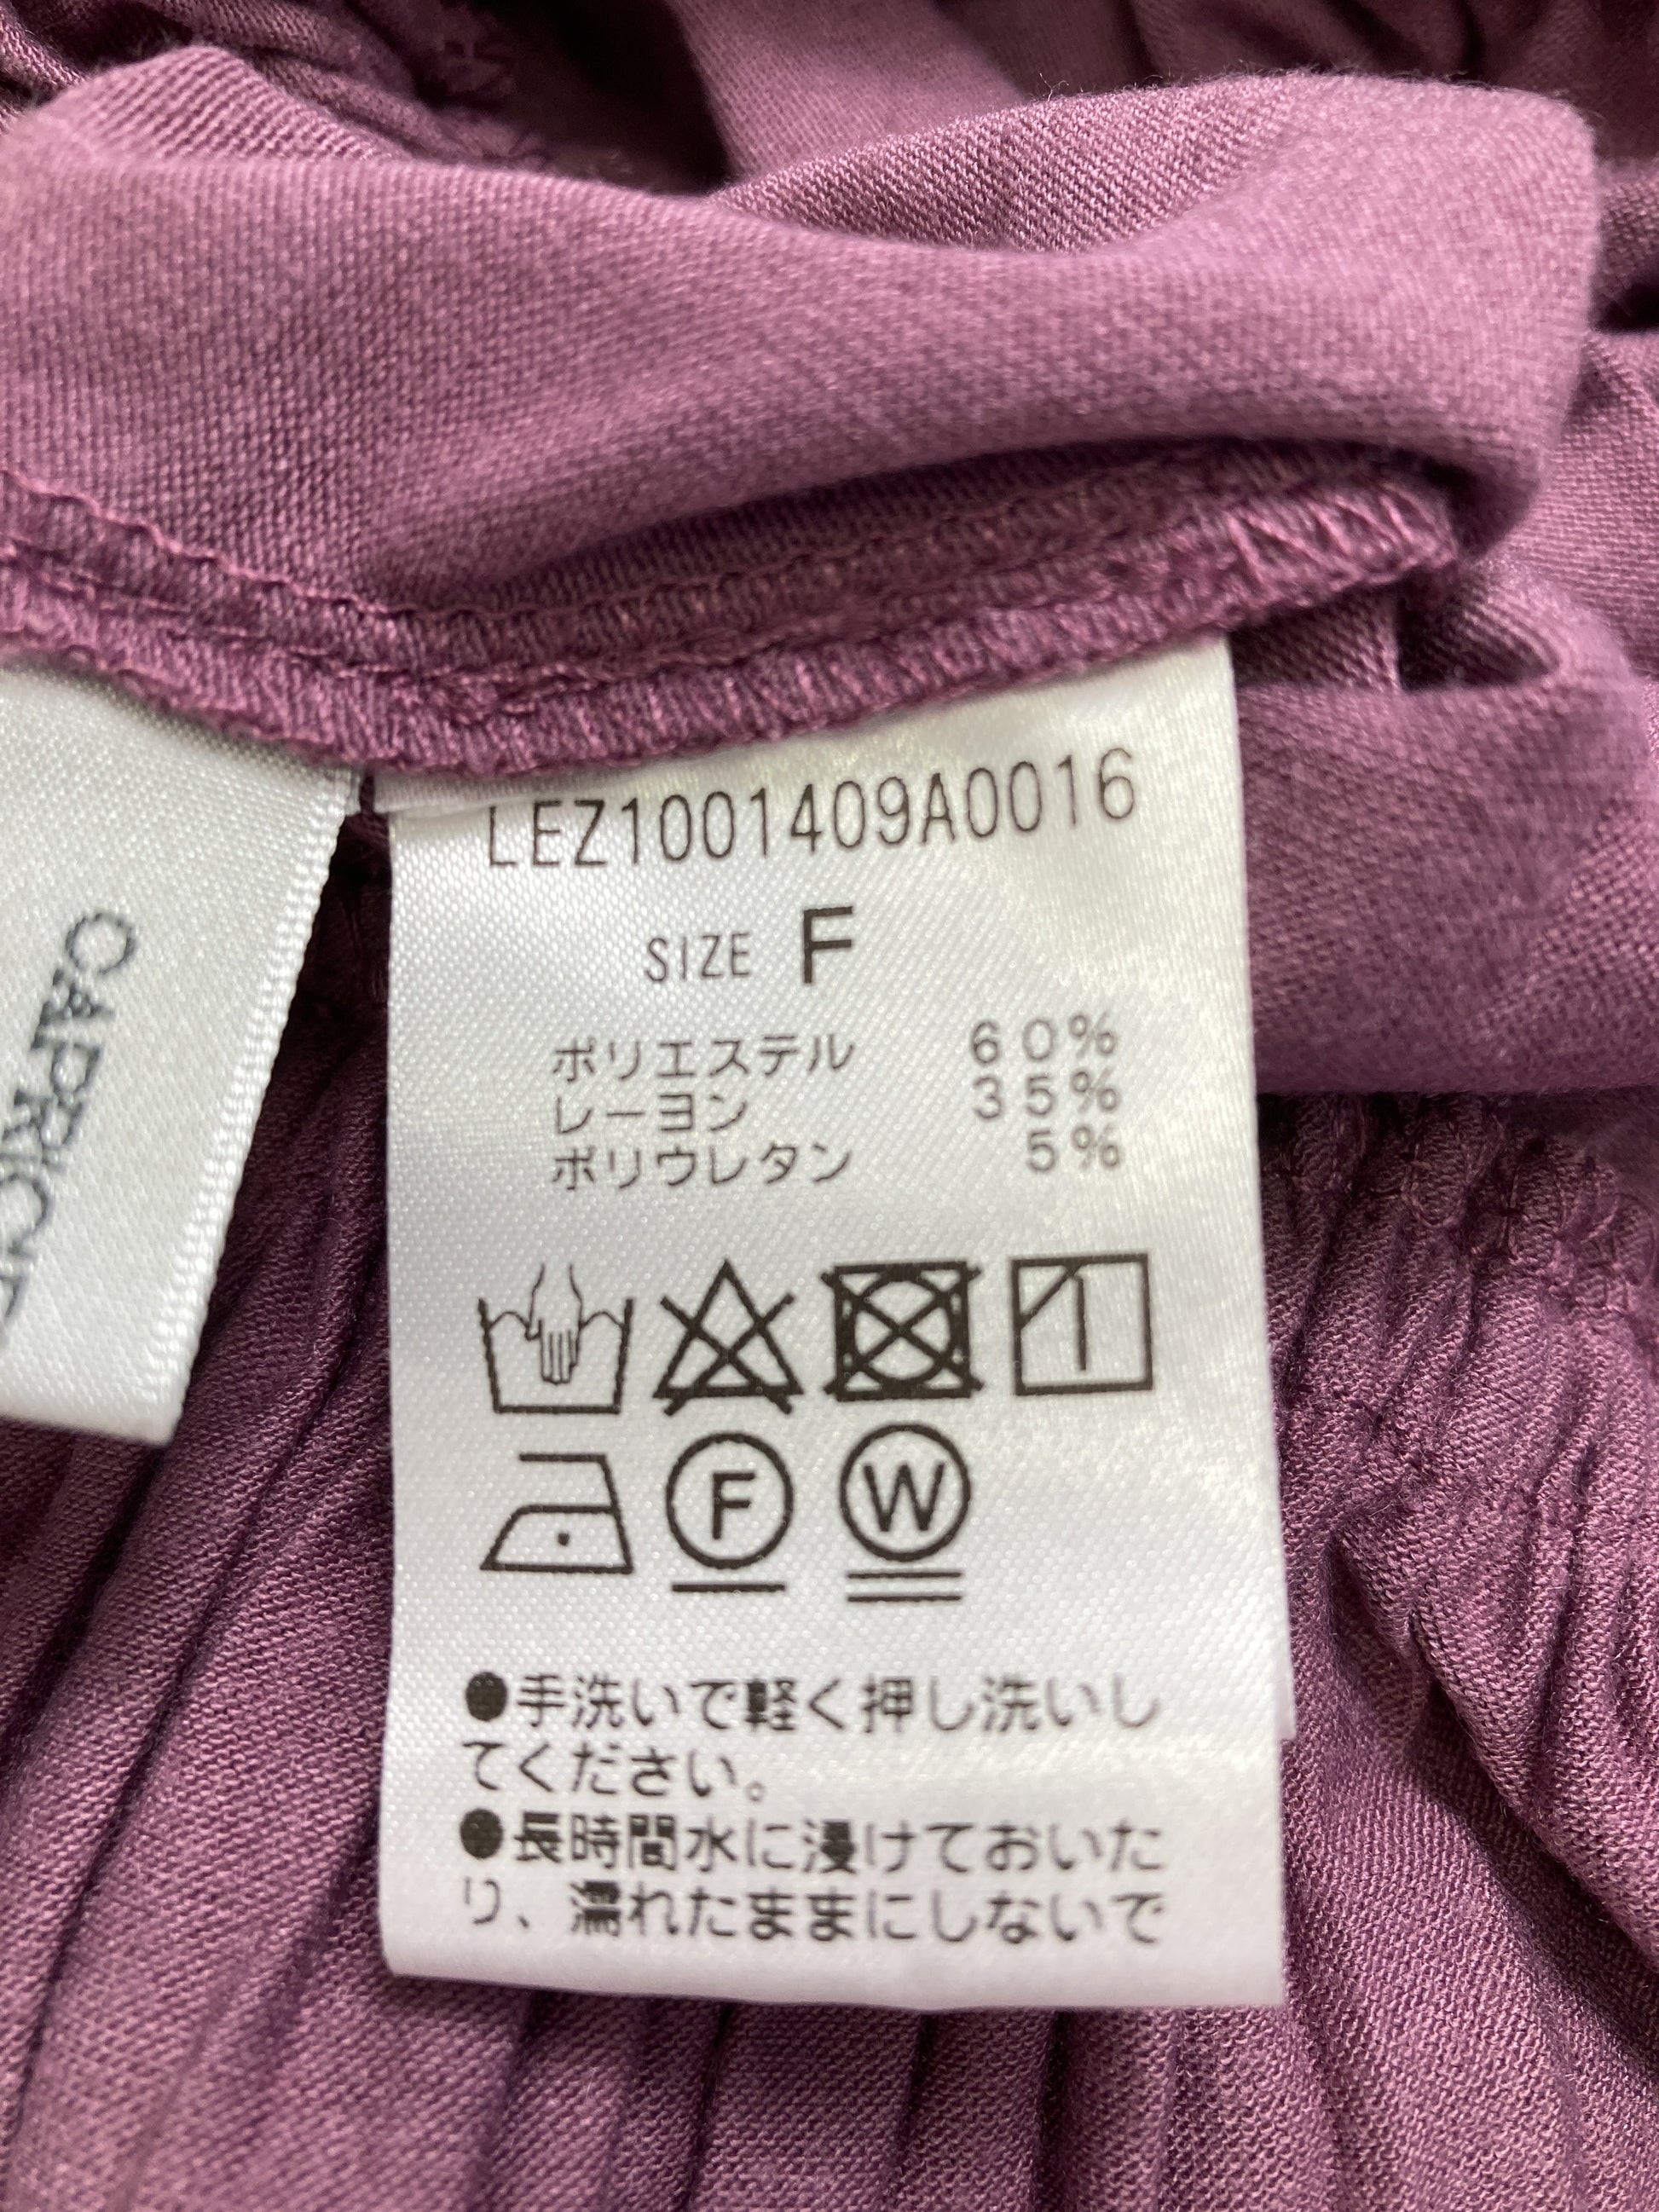 LEZ1001409A0016
SIZE F
ポリエステル 60%
レーヨン 35%
ポリウレタン 5%
F W
●手洗いで軽く押し洗いし
てください。
●長時間水に浸けておいた
り、濡れたままにしないで